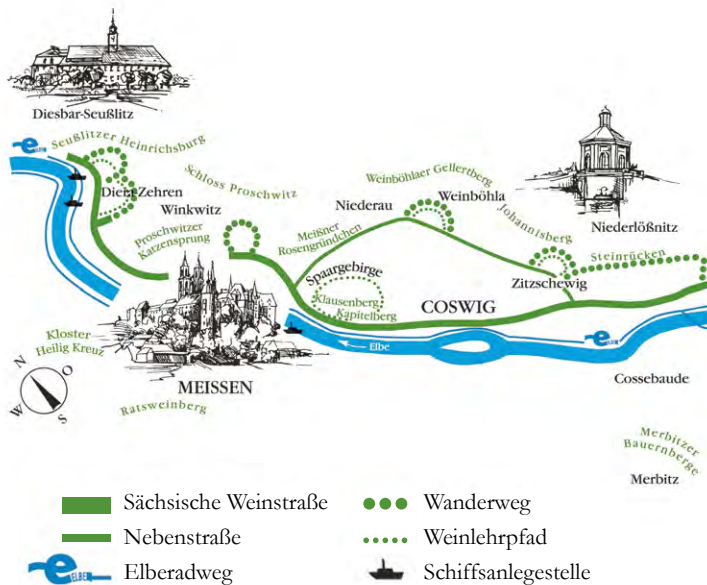 Diesbar-Seußlitz
Seußlitzer Heinrichsburg
Diera-Zehren
Schloss Proschwitz
Winkwitz
Proschwitzer
Katzensprung
Weinböhlaer Gellertberg
Niederau
Weinböhla
Johannisberg
Niederlößnitz
Meißner
Rosengründchen
Steinrücken
Zitzschewig
Spaargebirge
Klausenberg
Kapitelberg
COSWIG
Kloster
Heilig Kreuz
Elbe
N
O
W
S
MEISSEN
Cossebaude
Ratsweinberg
Merbitzer
Bauernberge
Merbitz
Sächsische Weinstraße
Wanderweg
Nebenstraße
Weinlehrpfad
ELBE
Elberadweg
Schiffsanlegestelle